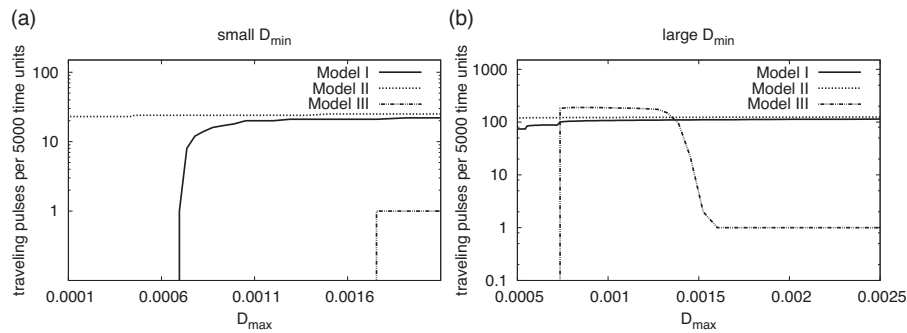 (a)
small D_min
traveling pulses per 5000 time units
100
10
1
Model I
Model II
Model III
0.0001
0.0006
0.0011
0.0016
D_max
(b)
large D_min
traveling pulses per 5000 time units
1000
100
10
1
0.1
Model I
Model II
Model III
0.0005
0.001
0.0015
0.002
0.0025
D_max